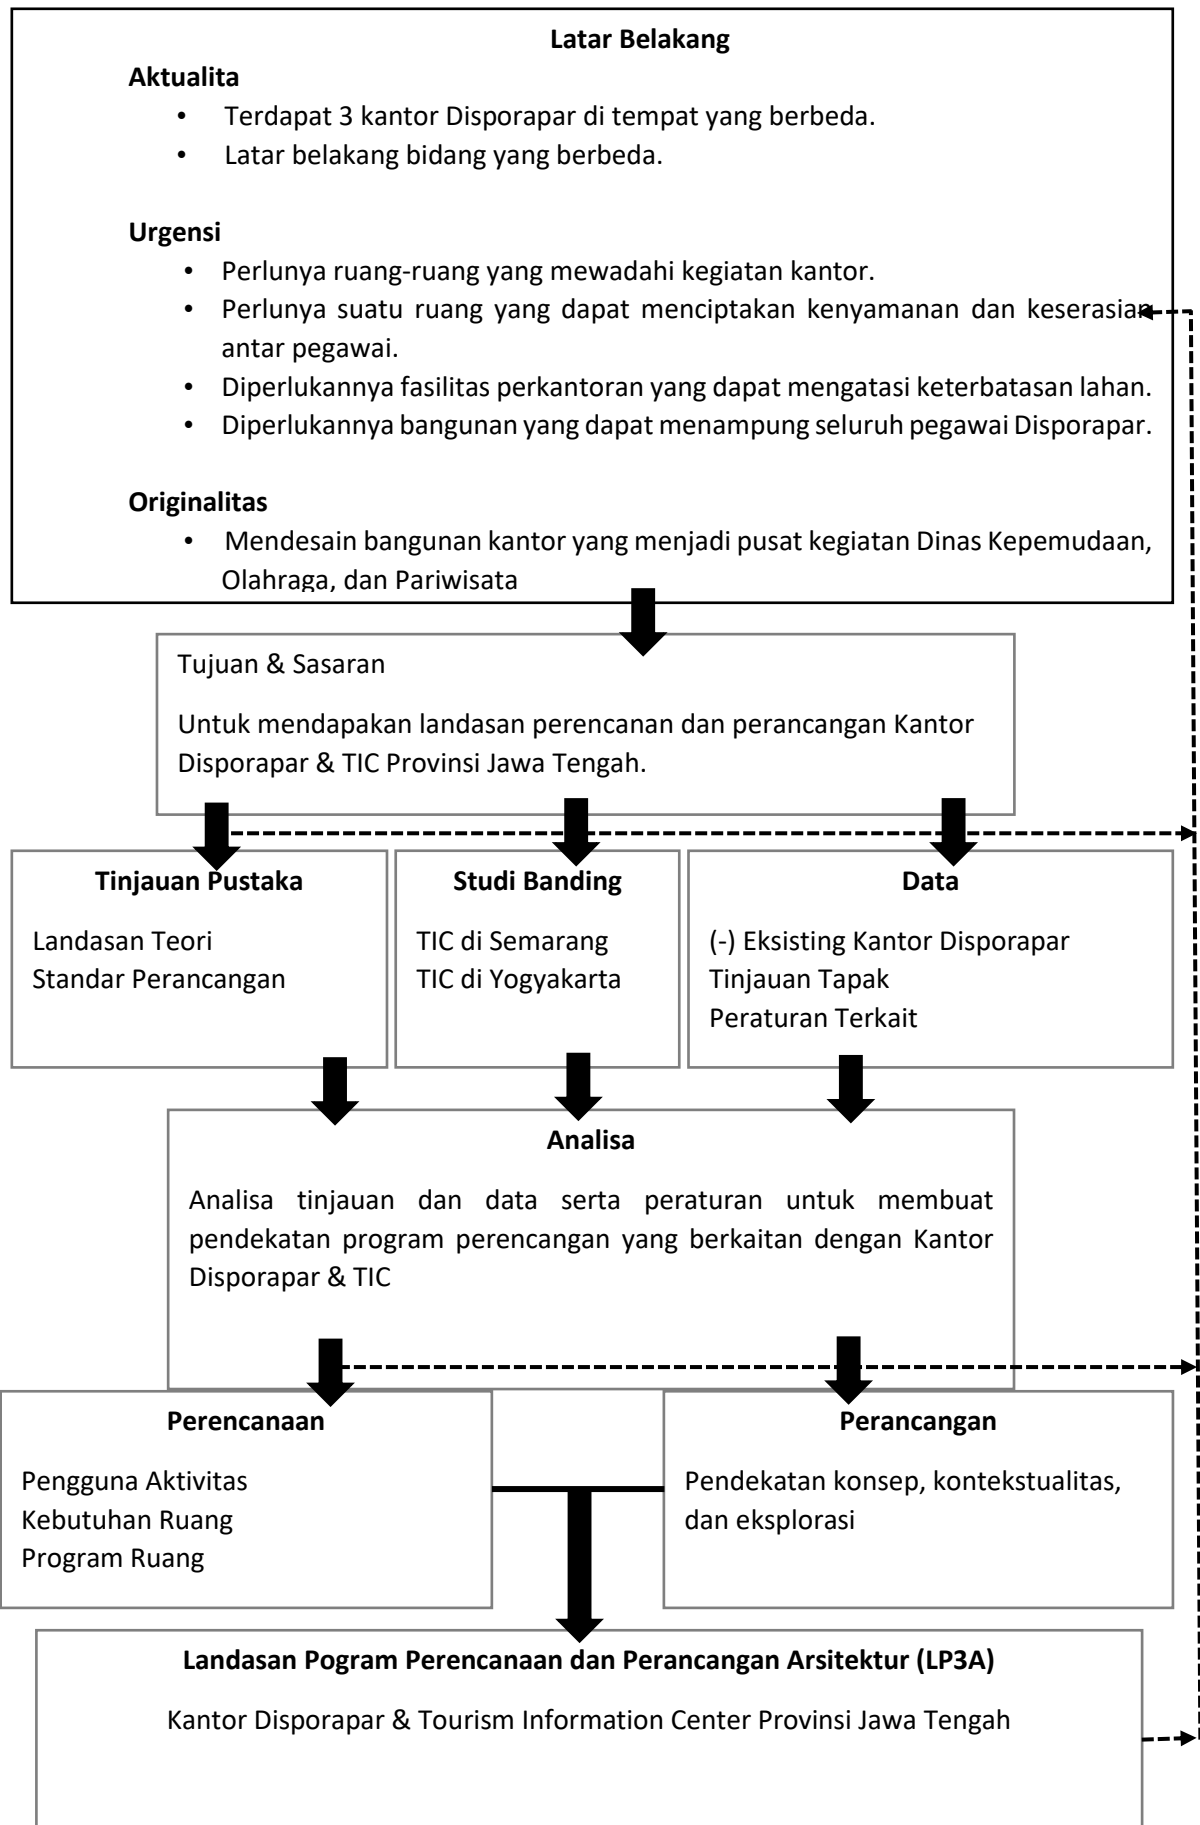 Latar Belakang
Aktualita
• Terdapat 3 kantor Disporapar di tempat yang berbeda.
• Latar belakang bidang yang berbeda.
Urgensi
• Perlunya ruang-ruang yang mewadahi kegiatan kantor.
• Perlunya suatu ruang yang dapat menciptakan kenyamanan dan keserasian
antar pegawai.
• Diperlukannya fasilitas perkantoran yang dapat mengatasi keterbatasan lahan.
• Diperlukannya bangunan yang dapat menampung seluruh pegawai Disporapar.
Originalitas
• Mendesain bangunan kantor yang menjadi pusat kegiatan Dinas Kepemudaan,
Olahraga, dan Pariwisata
Tujuan & Sasaran
Untuk mendapakan landasan perencanan dan perancangan Kantor
Disporapar & TIC Provinsi Jawa Tengah.
Tinjauan Pustaka
Landasan Teori
Standar Perancangan
Studi Banding
TIC di Semarang
TIC di Yogyakarta
Data
(-) Eksisting Kantor Disporapar
Tinjauan Tapak
Peraturan Terkait
Analisa
Analisa tinjauan dan data serta peraturan untuk membuat
pendekatan program perencangan yang berkaitan dengan Kantor
Disporapar & TIC
Perencanaan
Pengguna Aktivitas
Kebutuhan Ruang
Program Ruang
Perancangan
Pendekatan konsep, kontekstualitas,
dan eksplorasi
Landasan Pogram Perencanaan dan Perancangan Arsitektur (LP3A)
Kantor Disporapar & Tourism Information Center Provinsi Jawa Tengah